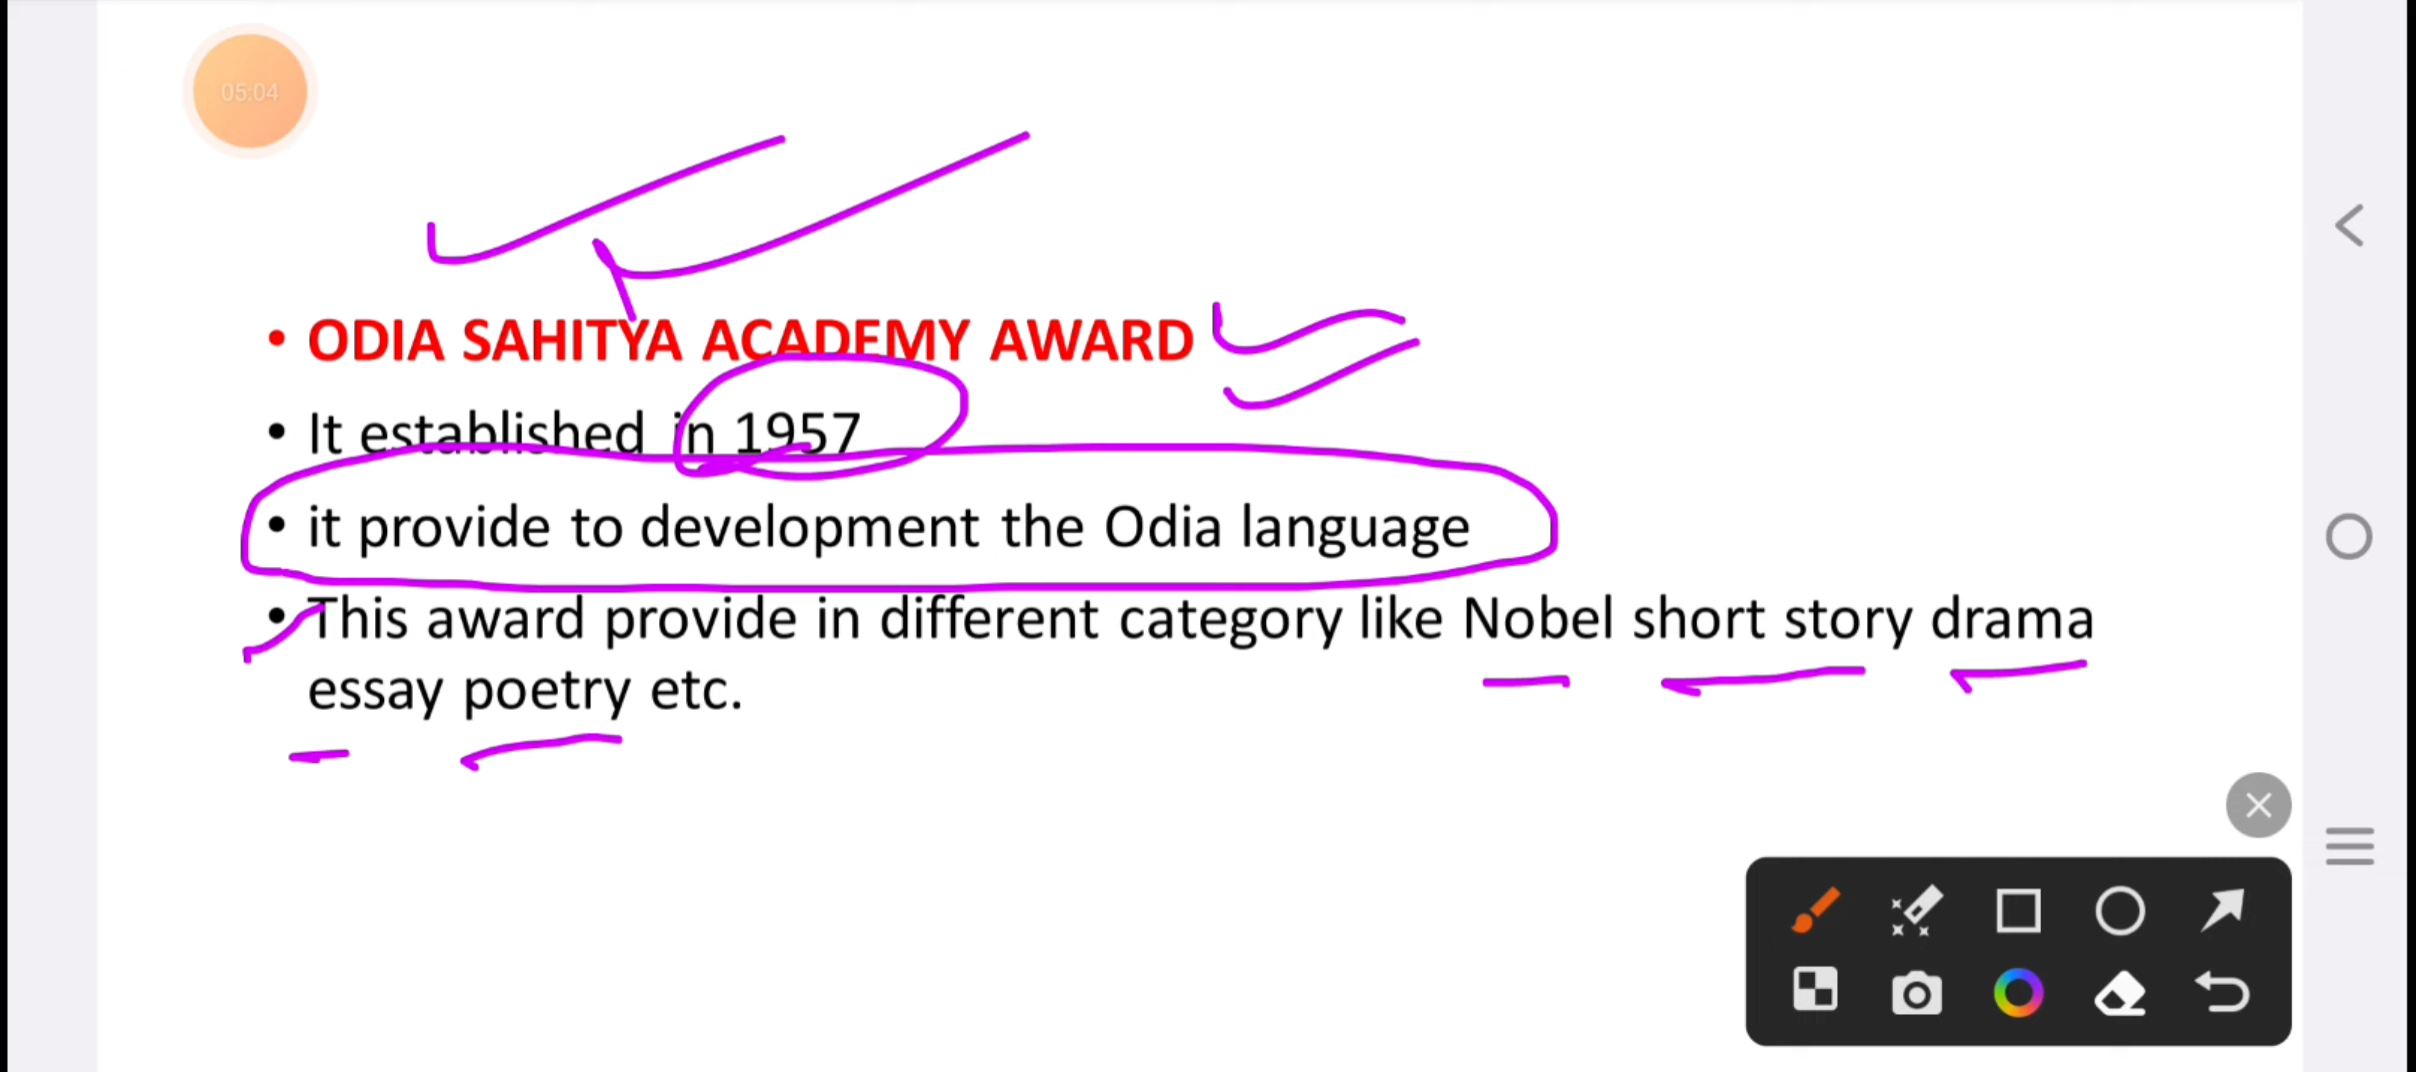 05:04
• ODIA SAHITYA ACADEMY AWARD
• It established in 1957
• it provide to development the Odia language
• This award provide in different category like Nobel short story drama
essay poetry etc.